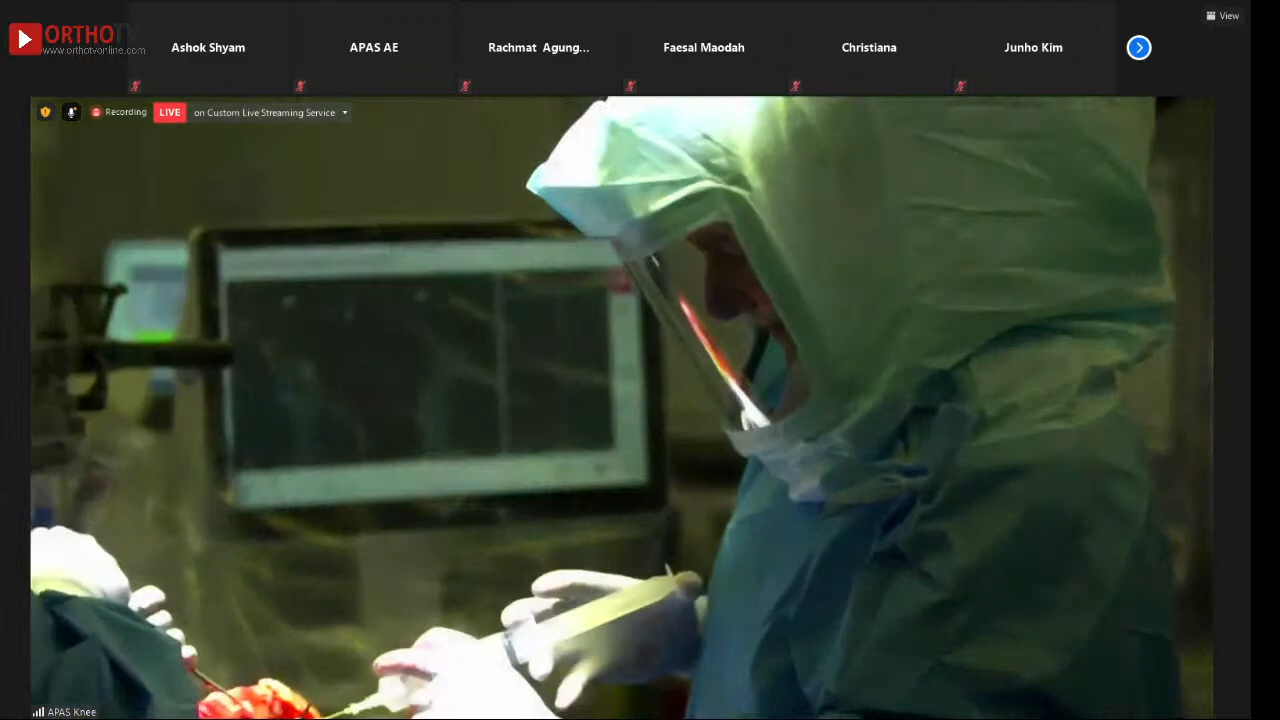 ORTHOTV
www.orthotvonline.com
Ashok Shyam
APAS AE
Rachmat Agung...
Faesal Maodah
Christiana
Junho Kim
View
Recording
LIVE
on Custom Live Streaming Service
APAS Knee